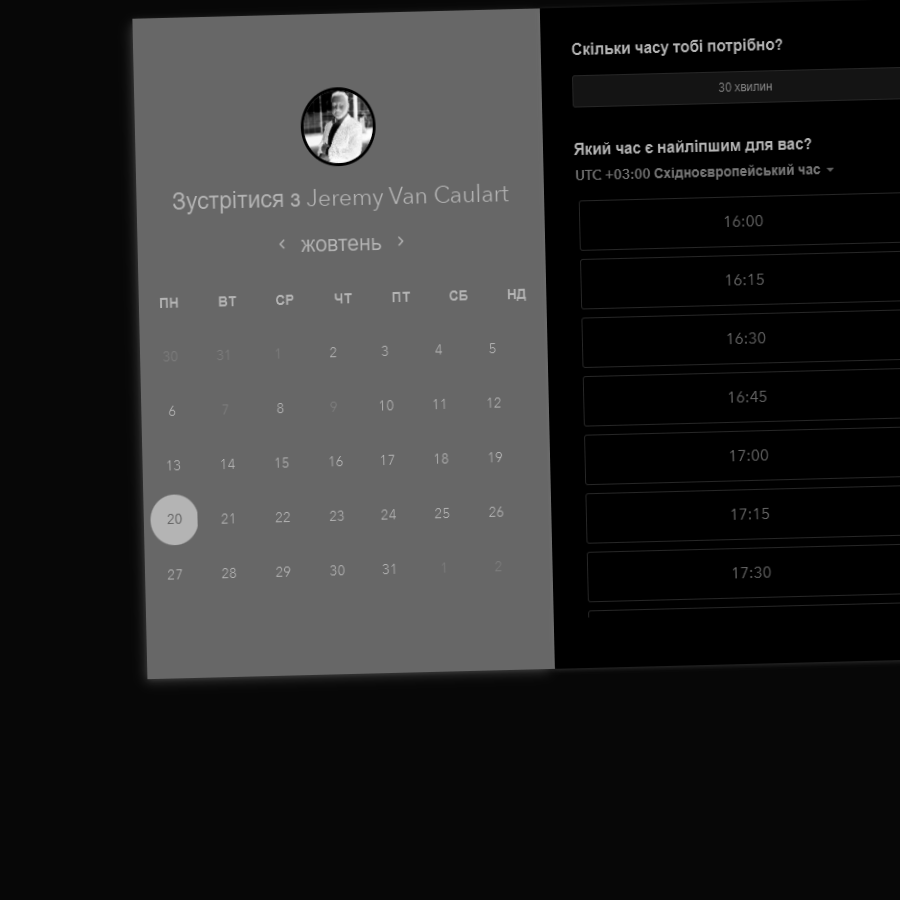 Зустрітися з Jeremy Van Caulart
‹ жовтень ›
ПН ВТ СР ЧТ ПТ СБ НД
30 31 1 2 3 4 5
6 7 8 9 10 11 12
13 14 15 16 17 18 19
20 21 22 23 24 25 26
27 28 29 30 31 1 2
Скільки часу тобі потрібно?
30 хвилин
Який час є найліпшим для вас?
UTC +03:00 Східноєвропейський час
16:00
16:15
16:30
16:45
17:00
17:15
17:30